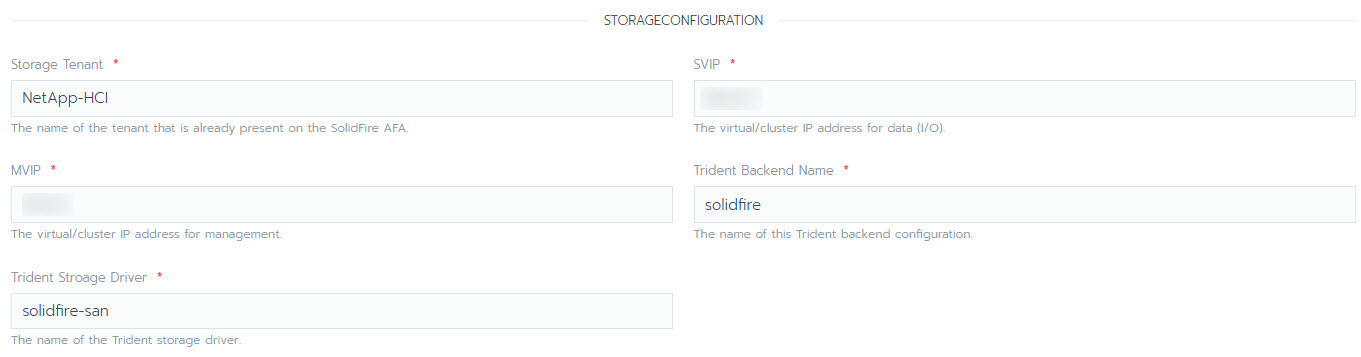 STORAGECONFIGURATION
Storage Tenant *
NetApp-HCI
The name of the tenant that is already present on the SolidFire AFA.
SVIP *
The virtual/cluster IP address for data (I/O).
MVIP *
The virtual/cluster IP address for management.
Trident Backend Name *
solidfire
The name of this Trident backend configuration.
Trident Stroage Driver *
solidfire-san
The name of the Trident storage driver.